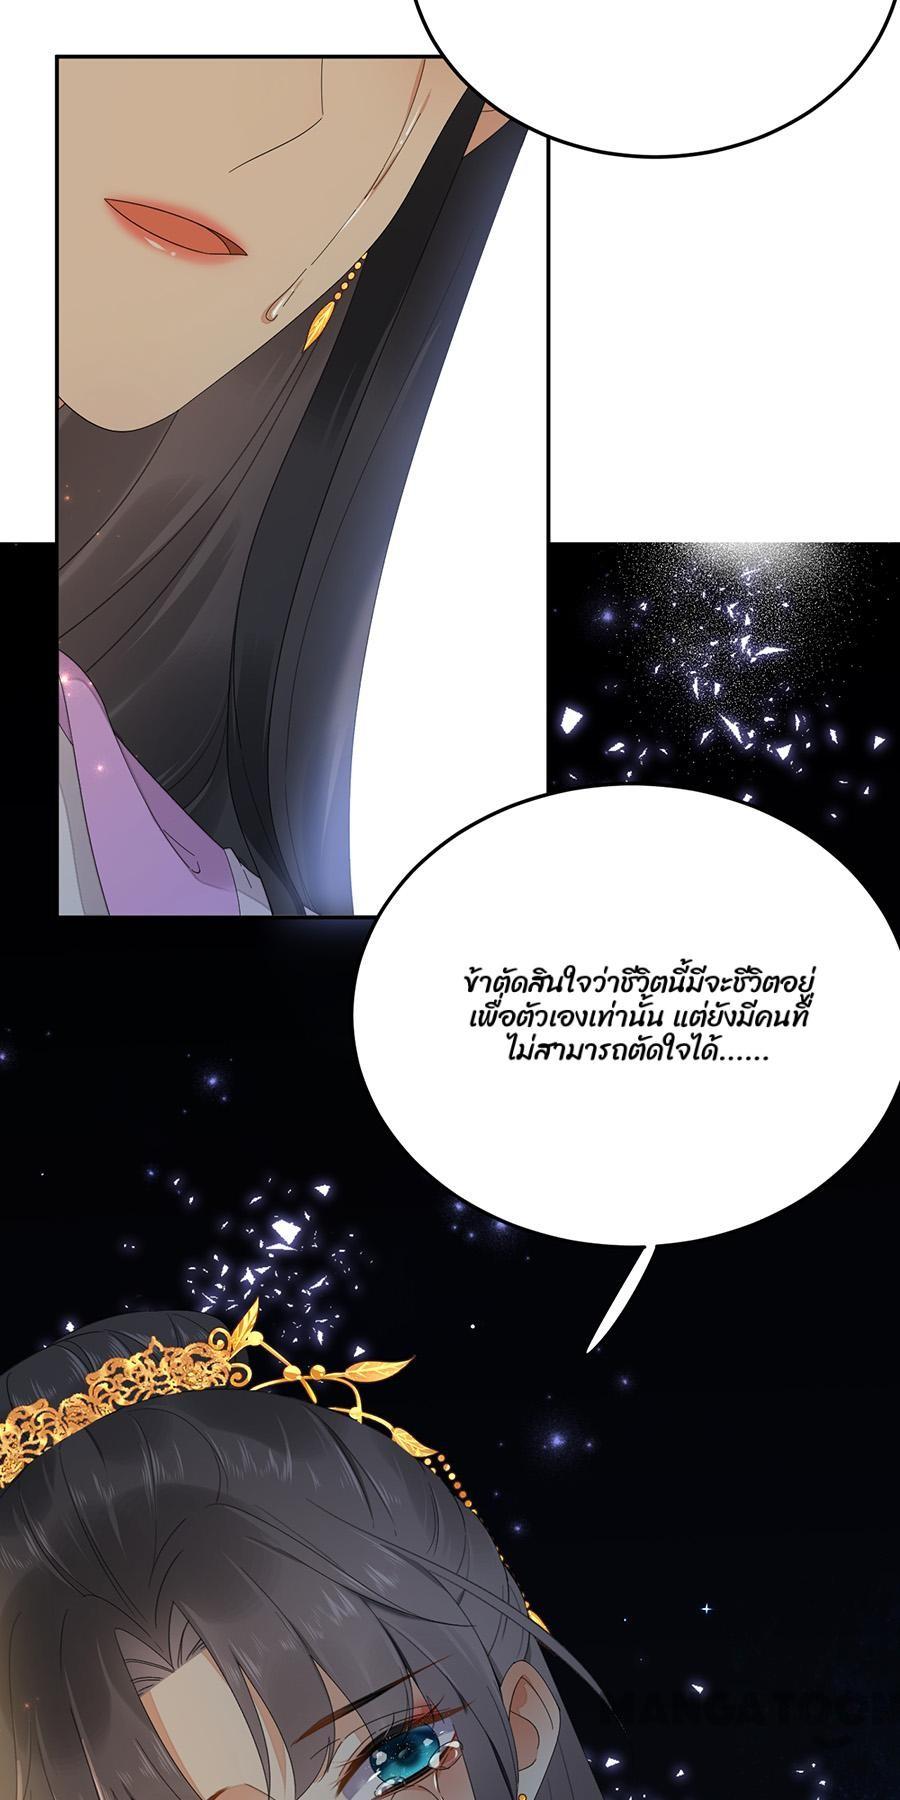 ข้าตัดสินใจว่าชีวิตนี้มีจะชีวิตอยู่
เพื่อตัวเองเท่านั้น แต่ยังมีคนที่
ไม่สามารถตัดใจได้......
MANGATOON